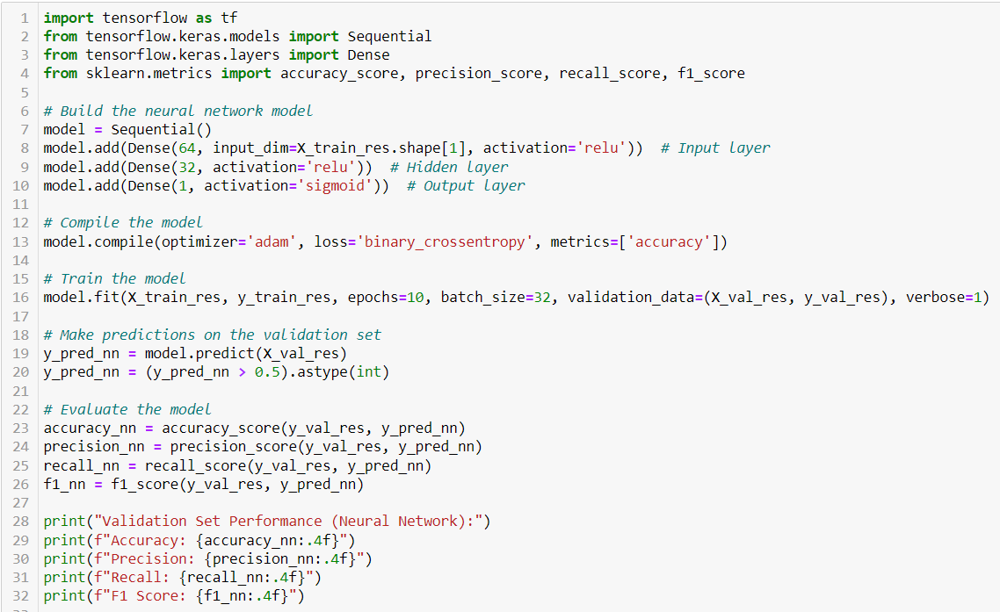 1 import tensorflow as tf
2 from tensorflow.keras.models import Sequential
3 from tensorflow.keras.layers import Dense
4 from sklearn.metrics import accuracy_score, precision_score, recall_score, f1_score
5
6 # Build the neural network model
7 model = Sequential()
8 model.add(Dense(64, input_dim=X_train_res.shape[1], activation='relu'))  # Input layer
9 model.add(Dense(32, activation='relu'))  # Hidden layer
10 model.add(Dense(1, activation='sigmoid'))  # Output layer
11
12 # Compile the model
13 model.compile(optimizer='adam', loss='binary_crossentropy', metrics=['accuracy'])
14
15 # Train the model
16 model.fit(X_train_res, y_train_res, epochs=10, batch_size=32, validation_data=(X_val_res, y_val_res), verbose=1)
17
18 # Make predictions on the validation set
19 y_pred_nn = model.predict(X_val_res)
20 y_pred_nn = (y_pred_nn > 0.5).astype(int)
21
22 # Evaluate the model
23 accuracy_nn = accuracy_score(y_val_res, y_pred_nn)
24 precision_nn = precision_score(y_val_res, y_pred_nn)
25 recall_nn = recall_score(y_val_res, y_pred_nn)
26 f1_nn = f1_score(y_val_res, y_pred_nn)
27
28 print("Validation Set Performance (Neural Network):")
29 print(f"Accuracy: {accuracy_nn:.4f}")
30 print(f"Precision: {precision_nn:.4f}")
31 print(f"Recall: {recall_nn:.4f}")
32 print(f"F1 Score: {f1_nn:.4f}")